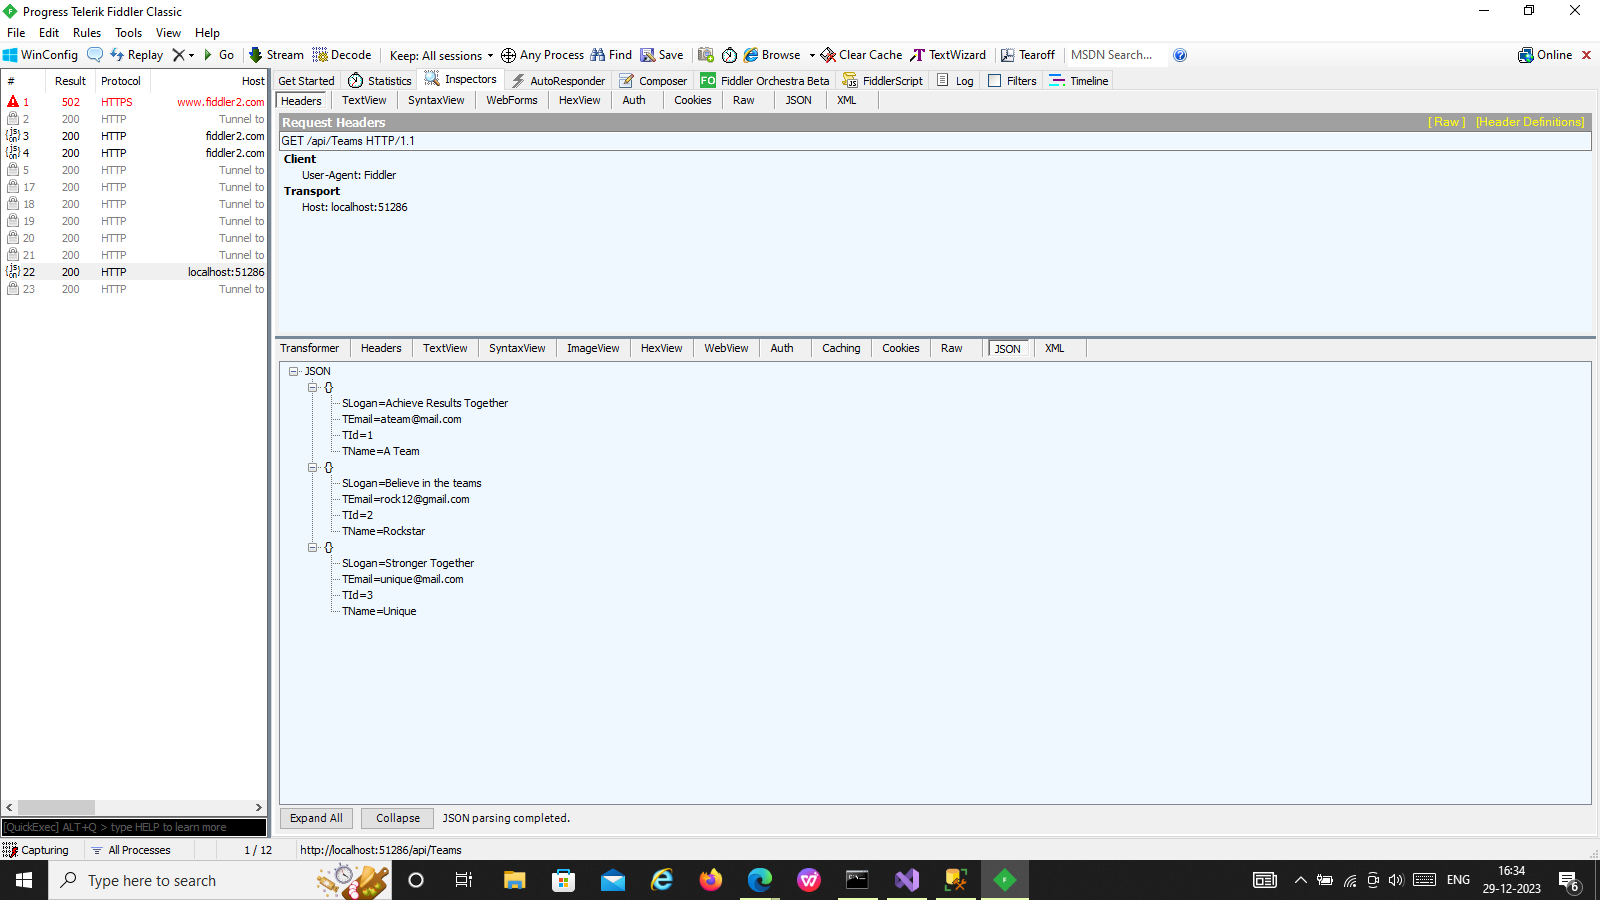 Progress Telerik Fiddler Classic
File Edit Rules Tools View Help
WinConfig Replay Go Stream Decode Keep: All sessions Any Process Find Save Browse Clear Cache TextWizard Tearoff MSDN Search... Online
# Result Protocol Host
1 502 HTTPS www.fiddler2.com
2 200 HTTP Tunnel to
3 200 HTTP fiddler2.com
4 200 HTTP fiddler2.com
5 200 HTTP Tunnel to
17 200 HTTP Tunnel to
18 200 HTTP Tunnel to
19 200 HTTP Tunnel to
20 200 HTTP Tunnel to
21 200 HTTP Tunnel to
22 200 HTTP localhost:51286
23 200 HTTP Tunnel to
[QuickExec] ALT+Q > type HELP to learn more
Get Started Statistics Inspectors AutoResponder Composer FO Fiddler Orchestra Beta FiddlerScript Log Filters Timeline
Headers TextView SyntaxView WebForms HexView Auth Cookies Raw JSON XML
Request Headers [ Raw ] [Header Definitions]
GET /api/Teams HTTP/1.1
Client
User-Agent: Fiddler
Transport
Host: localhost:51286
Transformer Headers TextView SyntaxView ImageView HexView WebView Auth Caching Cookies Raw JSON XML
JSON
{}
SLogan=Achieve Results Together
TEmail=ateam@mail.com
TId=1
TName=A Team
{}
SLogan=Believe in the teams
TEmail=rock12@gmail.com
TId=2
TName=Rockstar
{}
SLogan=Stronger Together
TEmail=unique@mail.com
TId=3
TName=Unique
Expand All Collapse JSON parsing completed.
Capturing All Processes 1 / 12 http://localhost:51286/api/Teams
Type here to search
ENG
16:34
29-12-2023
6